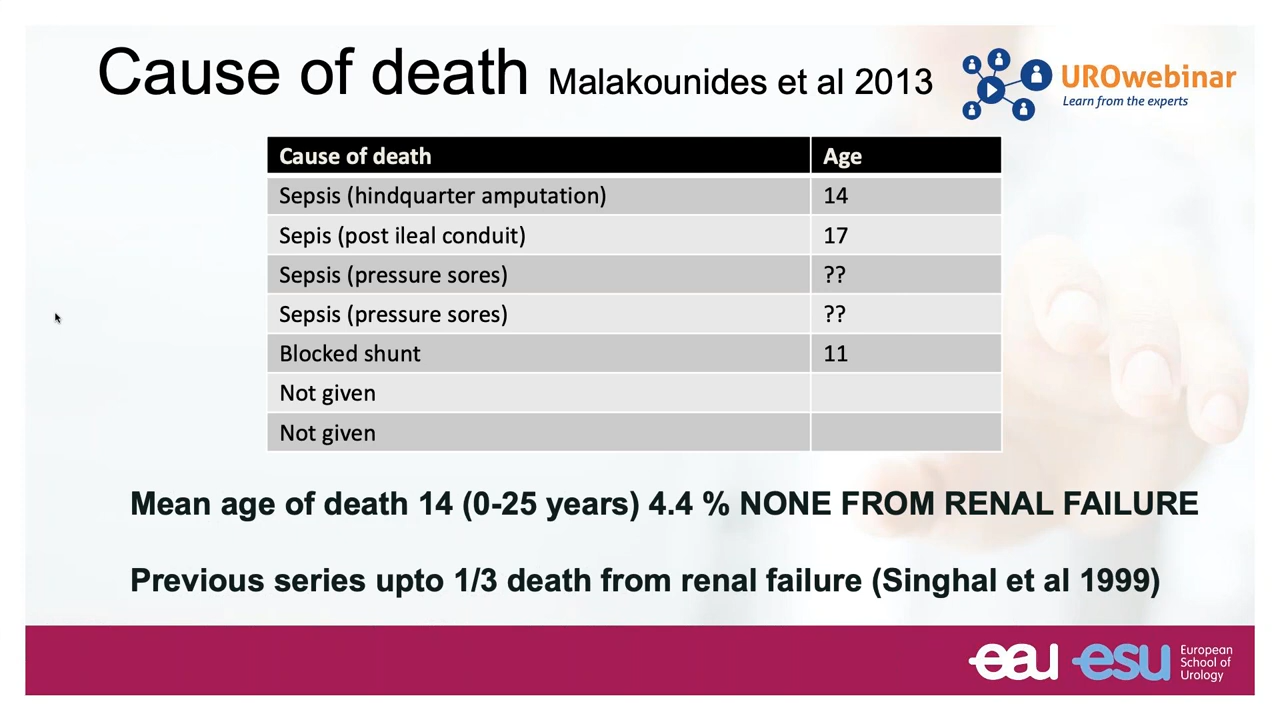 Cause of death Malakounides et al 2013
UROwebinar
Learn from the experts
Cause of death Age
Sepsis (hindquarter amputation) 14
Sepis (post ileal conduit) 17
Sepsis (pressure sores) ??
Sepsis (pressure sores) ??
Blocked shunt 11
Not given
Not given
Mean age of death 14 (0-25 years) 4.4 % NONE FROM RENAL FAILURE
Previous series upto 1/3 death from renal failure (Singhal et al 1999)
eau esu
European
School of
Urology